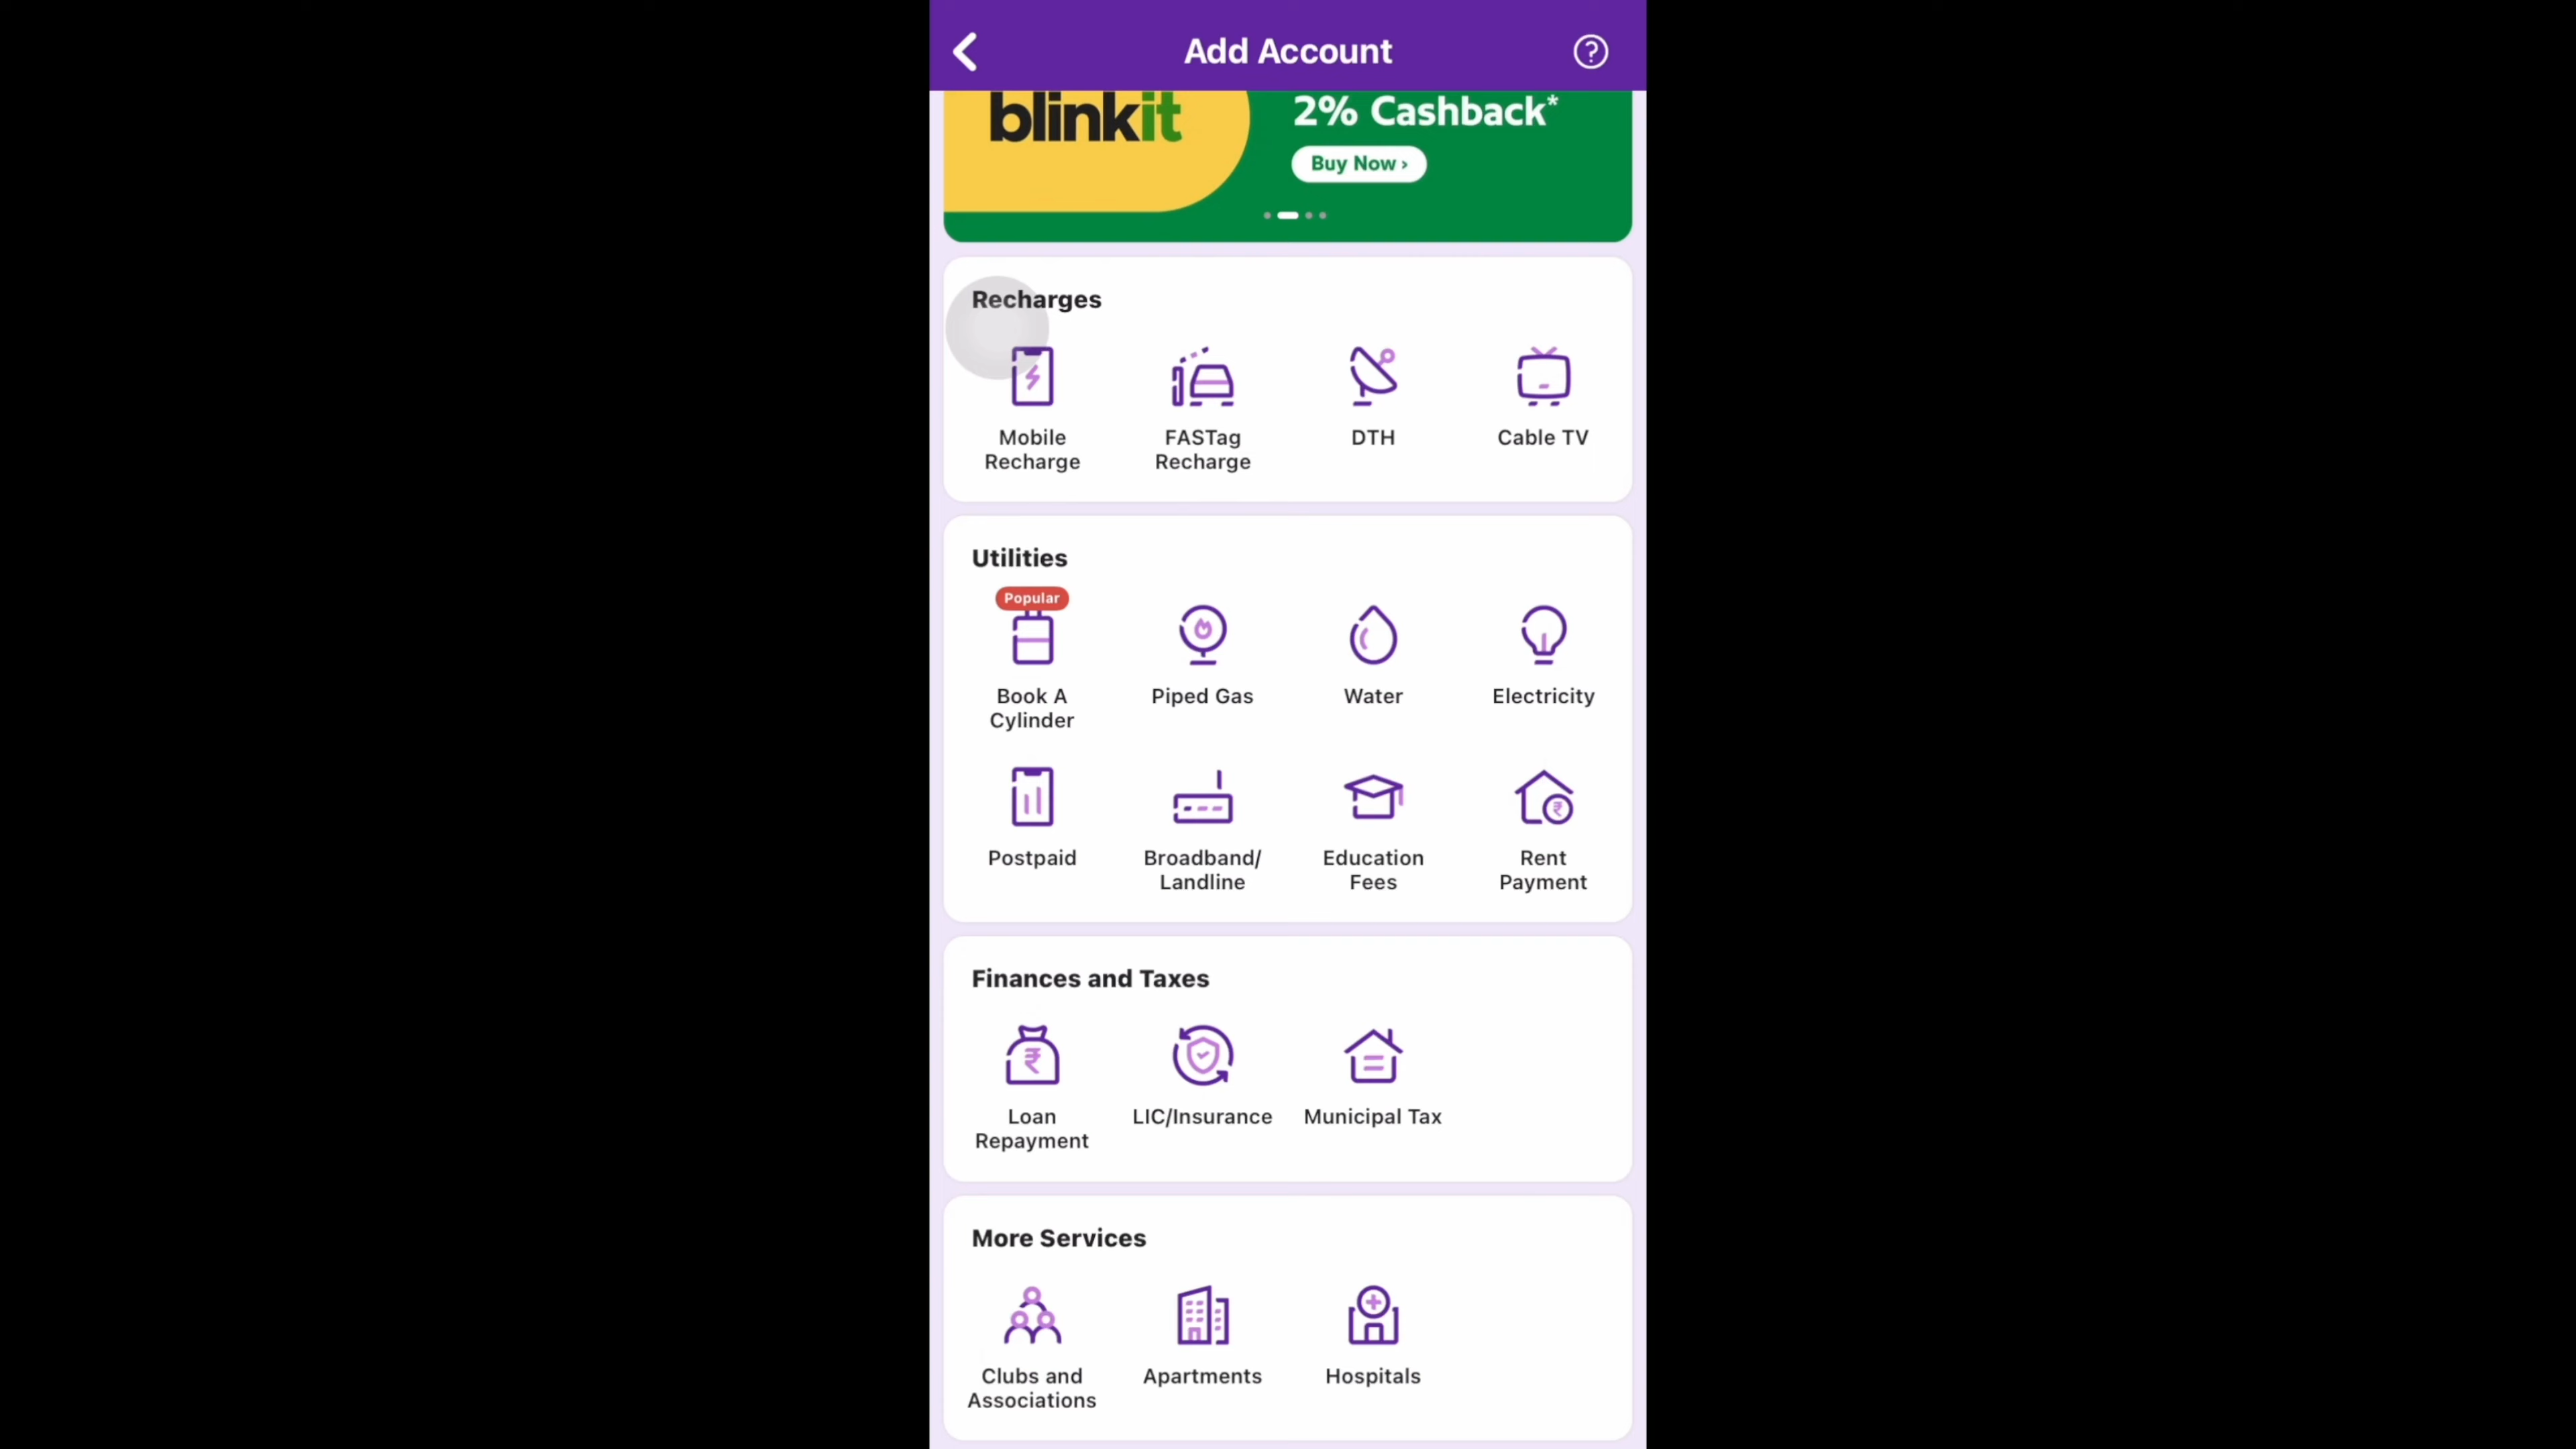 Add Account
blinkit
2% Cashback*
Buy Now ›
Recharges
Mobile
Recharge
FASTag
Recharge
DTH
Cable TV
Utilities
Popular
Book A
Cylinder
Piped Gas
Water
Electricity
Postpaid
Broadband/
Landline
Education
Fees
Rent
Payment
Finances and Taxes
Loan
Repayment
LIC/Insurance
Municipal Tax
More Services
Clubs and
Associations
Apartments
Hospitals